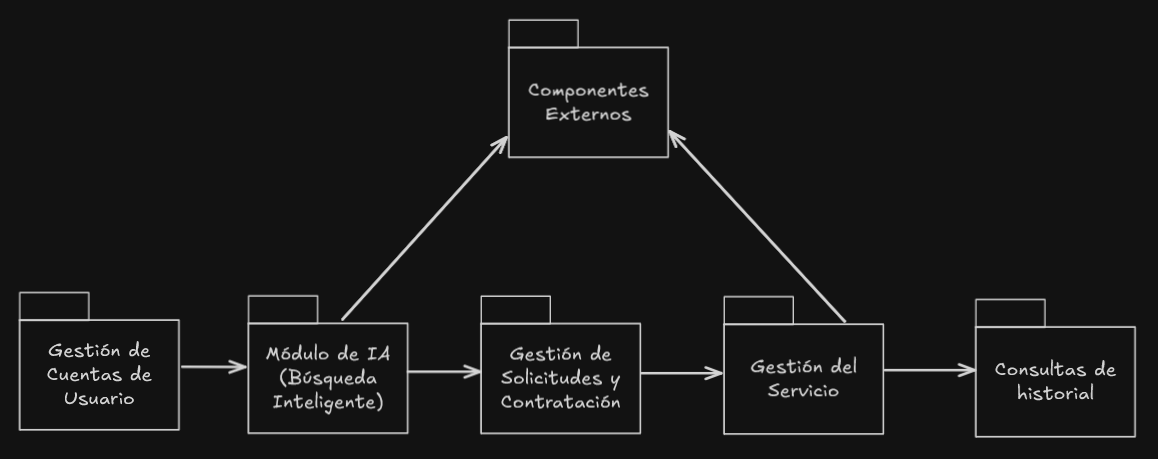 Componentes
Externos
Gestión de
Cuentas de
Usuario
Módulo de IA
(Búsqueda
Inteligente)
Gestión de
Solicitudes y
Contratación
Gestión del
Servicio
Consultas de
historial